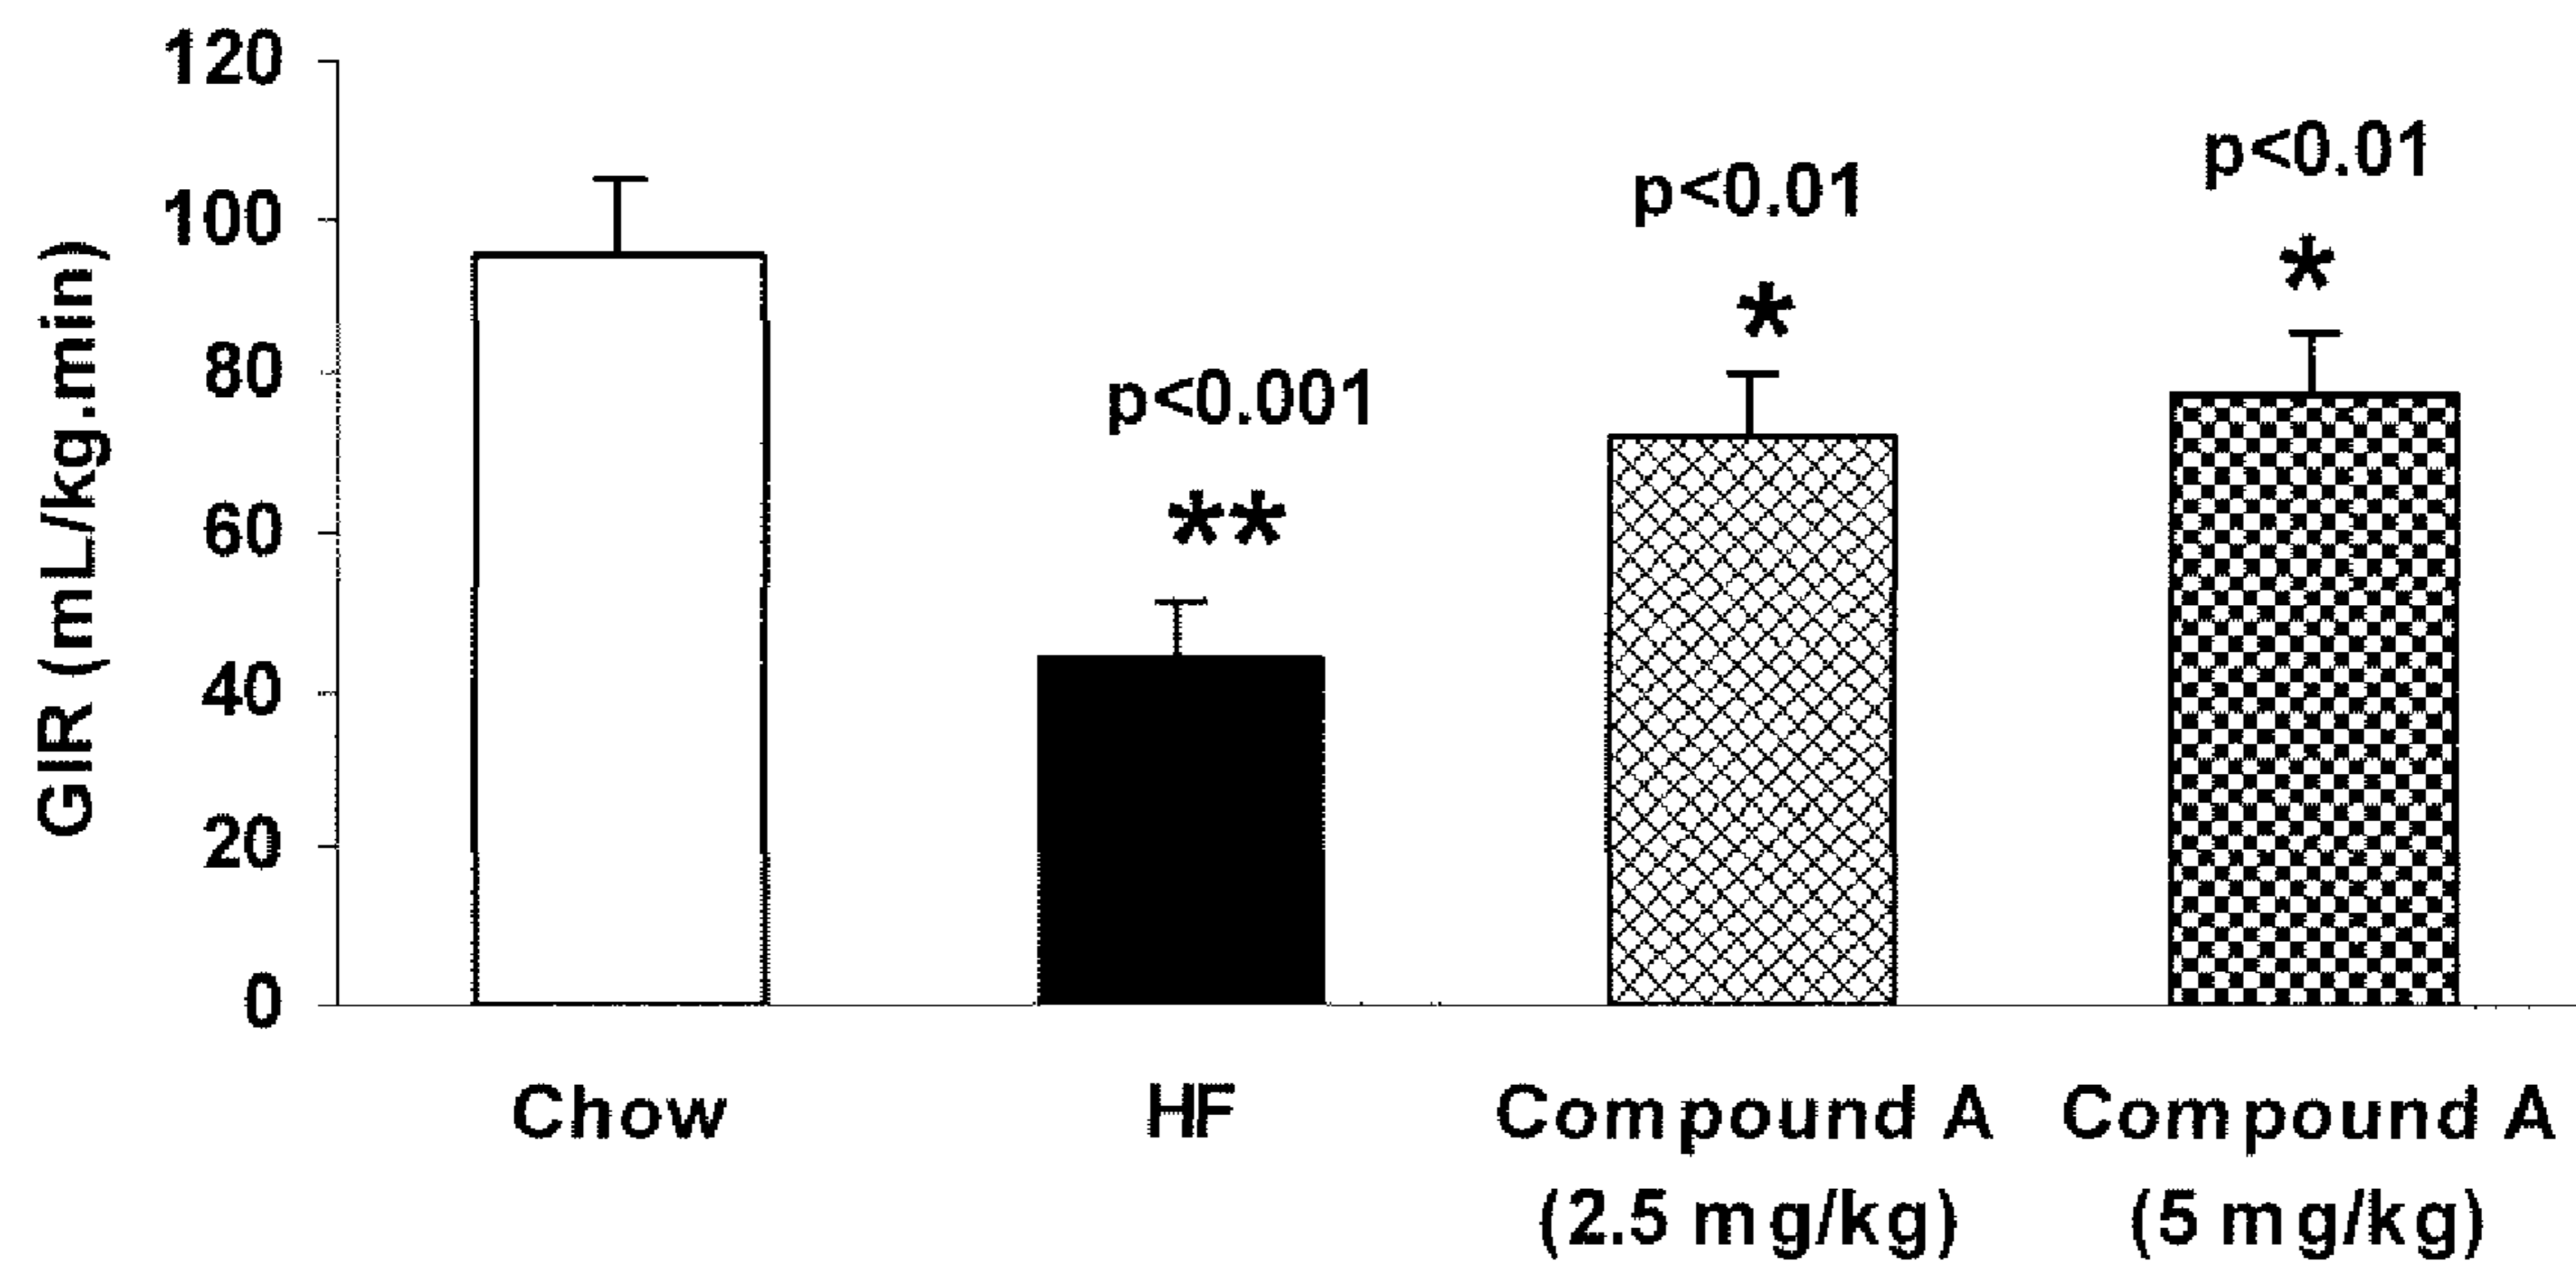 120
100
80
60
40
20
0
GIR (mL/kg.min)
p<0.001
**
p<0.01
*
p<0.01
*
Chow
HF
Compound A
(2.5 mg/kg)
Compound A
(5 mg/kg)